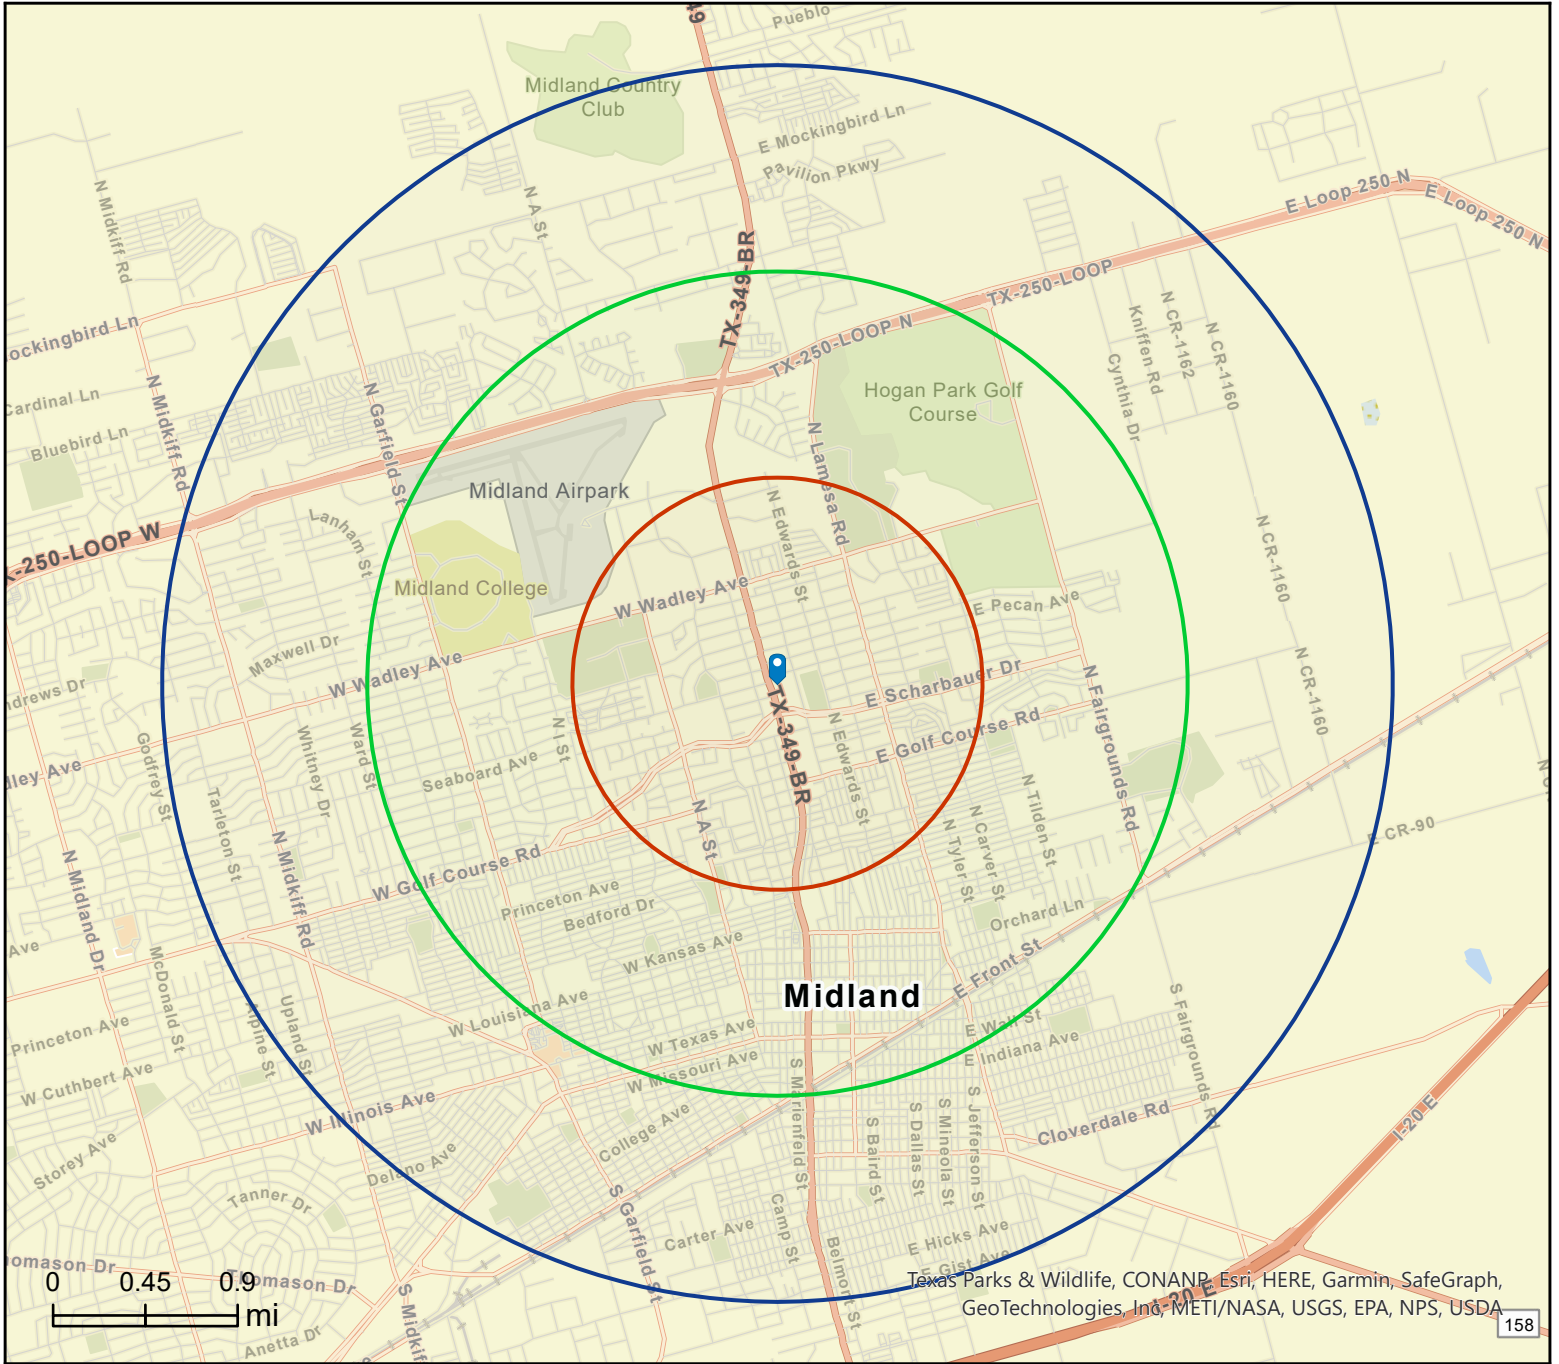 Pueblo
Midland Country
Club
E Mockingbird Ln
Pavilion Pkwy
N Midkiff Rd
N A St
E Loop 250 N
E Loop 250 N
TX-349-BR
TX-250-LOOP
N CR-1162
Kniffen Rd
N CR-1160
Cynthia Dr
ockingbird Ln
TX-250-LOOP N
Cardinal Ln
N Midkiff Rd
N Garfield St
Hogan Park Golf
Course
Bluebird Ln
N Lamesa Rd
Midland Airpark
N Edwards St
Lanham St
X-250-LOOP W
N CR-1160
Midland College
W Wadley Ave
E Pecan Ave
Maxwell Dr
W Wadley Ave
ndrews Dr
E Scharbauer Dr
N CR-1160
N Fairgrounds Rd
TX-349-BR
N I St
N Edwards St
E Golf Course Rd
Godfrey St
Whitney Dr
Ward St
dley Ave
Seaboard Ave
Tarleton St
N Tilden St
N A St
N Carver St
N Tyler St
E CR-90
N Midkiff Rd
N Midland Dr
W Golf Course Rd
Princeton Ave
Bedford Dr
Orchard Ln
Ave
W Kansas Ave
McDonald St
E Front St
Midland
S Fairgrounds Rd
Alpine St
Upland St
W Louisiana Ave
Princeton Ave
W Texas Ave
E Wall St
E Indiana Ave
W Missouri Ave
W Cuthbert Ave
W Illinois Ave
S Marienfeld St
College Ave
S Baird St
S Dallas St
S Mineola St
S Jefferson St
Cloverdale Rd
I-20 E
Storey Ave
Delano Ave
Tanner Dr
S Garfield St
Carter Ave
Camp St
Belmont St
E Hicks Ave
E Gist Ave
homason Dr
Thomason Dr
S Midkif
Anetta Dr
I-20 E
0 0.45 0.9
mi
Texas Parks & Wildlife, CONANP, Esri, HERE, Garmin, SafeGraph,
GeoTechnologies, Inc, METI/NASA, USGS, EPA, NPS, USDA
158